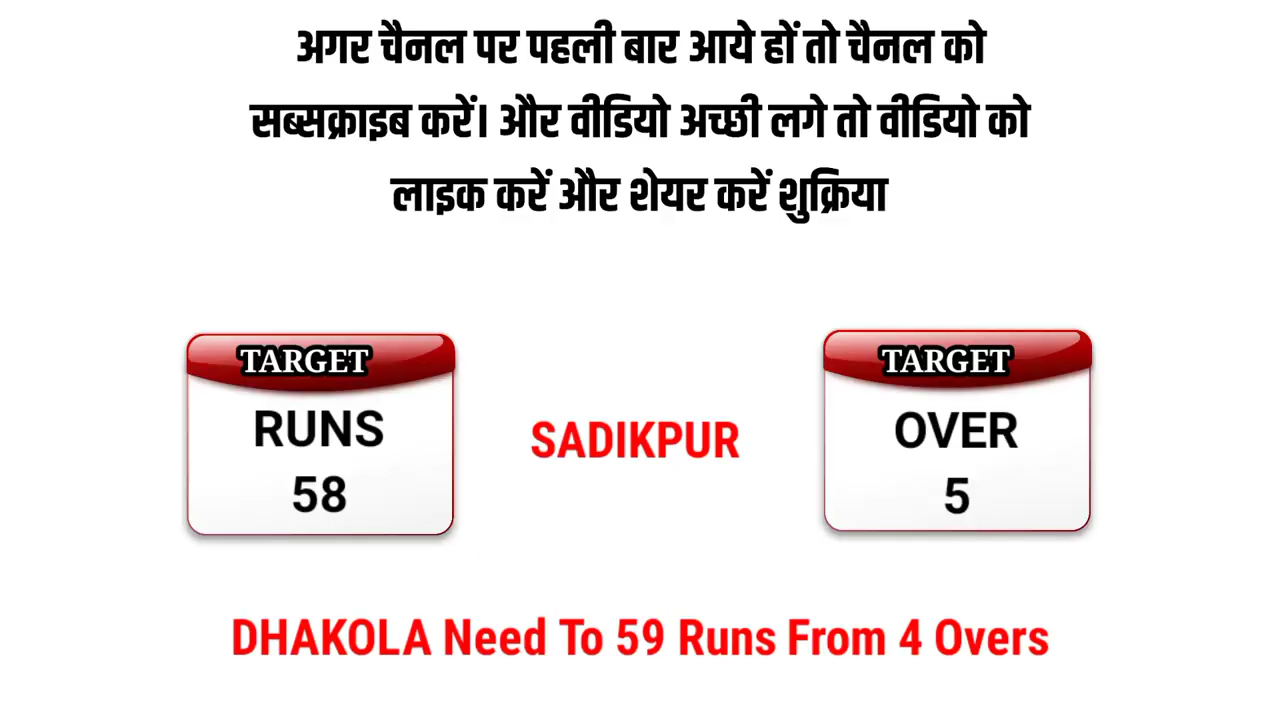 अगर चैनल पर पहली बार आये हों तो चैनल को
सब्सक्राइब करें। और वीडियो अच्छी लगे तो वीडियो को
लाइक करें और शेयर करें शुक्रिया
TARGET
RUNS
58
SADIKPUR
TARGET
OVER
5
DHAKOLA Need To 59 Runs From 4 Overs